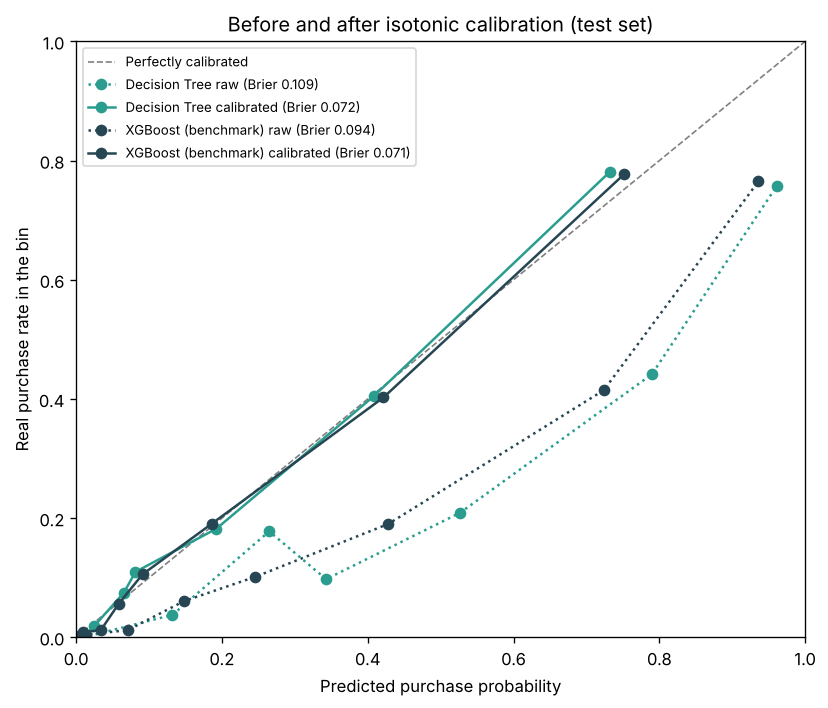 Before and after isotonic calibration (test set)
Perfectly calibrated
Decision Tree raw (Brier 0.109)
Decision Tree calibrated (Brier 0.072)
XGBoost (benchmark) raw (Brier 0.094)
XGBoost (benchmark) calibrated (Brier 0.071)
Real purchase rate in the bin
1.0
0.8
0.6
0.4
0.2
0.0
0.0 0.2 0.4 0.6 0.8 1.0
Predicted purchase probability